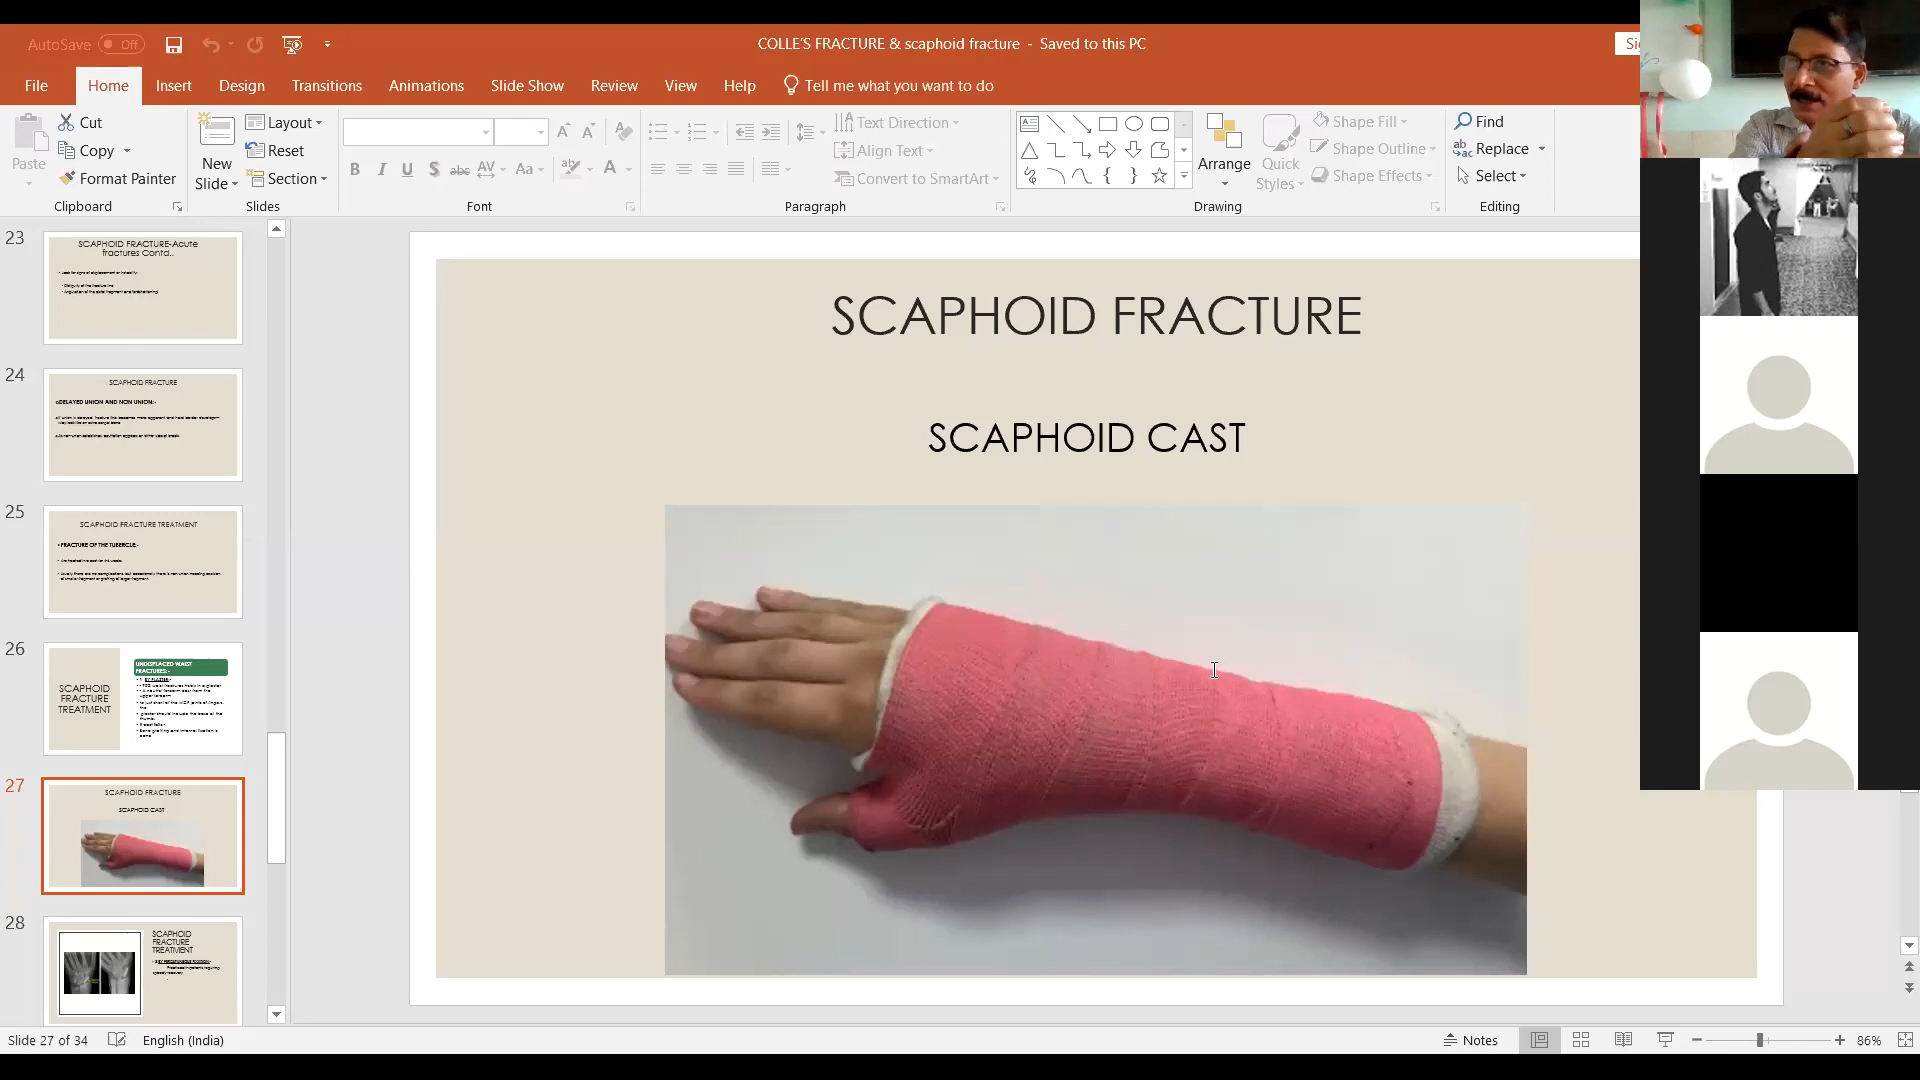 AutoSave Off
COLLE'S FRACTURE & scaphoid fracture - Saved to this PC
File Home Insert Design Transitions Animations Slide Show Review View Help Tell me what you want to do
Paste
Cut
Copy
Format Painter
Clipboard
New Slide
Layout
Reset
Section
Slides
B I U S abc AV Aa A
Font
Text Direction
Align Text
Convert to SmartArt
Paragraph
Arrange
Quick Styles
Shape Fill
Shape Outline
Shape Effects
Drawing
Find
Replace
Select
Editing
23
SCAPHOID FRACTURE-Acute
fractures Contd..
24
SCAPHOID FRACTURE
DELAYED UNION AND NON UNION:-
25
SCAPHOID FRACTURE TREATMENT
FRACTURE OF THE TUBERCLE-
26
SCAPHOID
FRACTURE
TREATMENT
UNDISPLACED WAIST
FRACTURES:-
27
SCAPHOID FRACTURE
SCAPHOID CAST
28
SCAPHOID
FRACTURE
TREATMENT
SCAPHOID FRACTURE
SCAPHOID CAST
Slide 27 of 34 English (India) Notes 86%